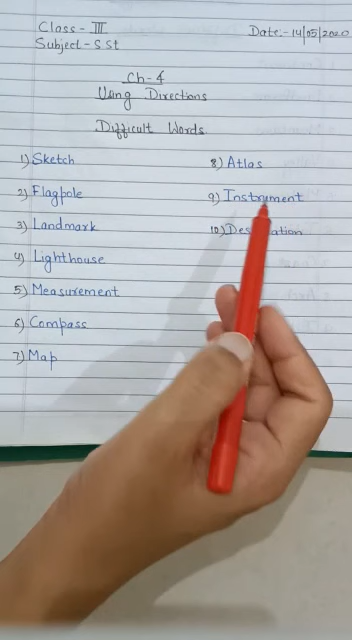 Class - III
Date:- 14/05/2020
Subject - S St
Ch-4
Using Directions
Difficult Words
1) Sketch
2) Flagpole
3) Landmark
4) Lighthouse
5) Measurement
6) Compass
7) Map
8) Atlas
9) Instrument
10)